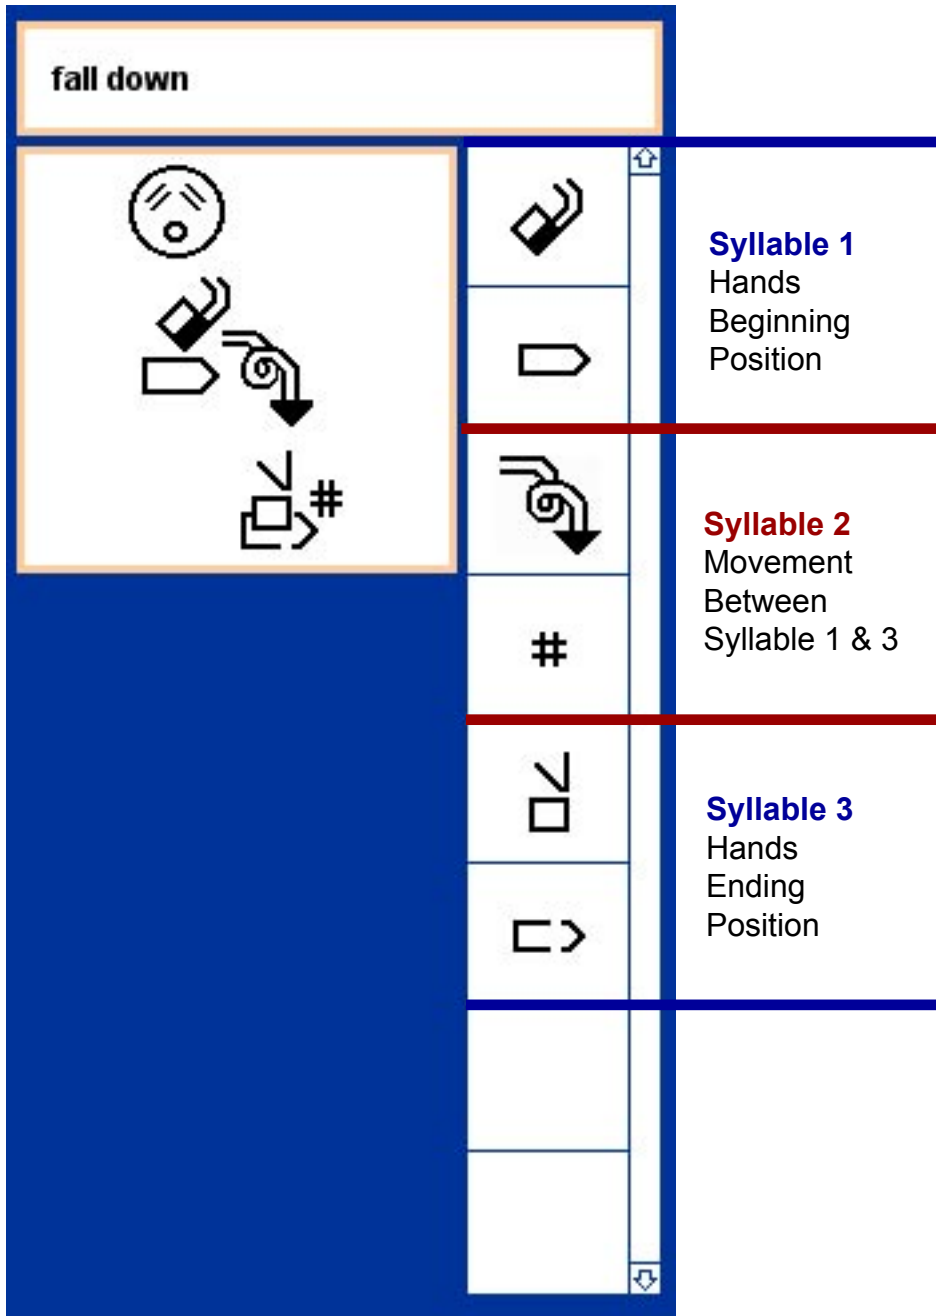 fall down
Syllable 1
Hands
Beginning
Position
Syllable 2
Movement
Between
Syllable 1 & 3
#
#
Syllable 3
Hands
Ending
Position